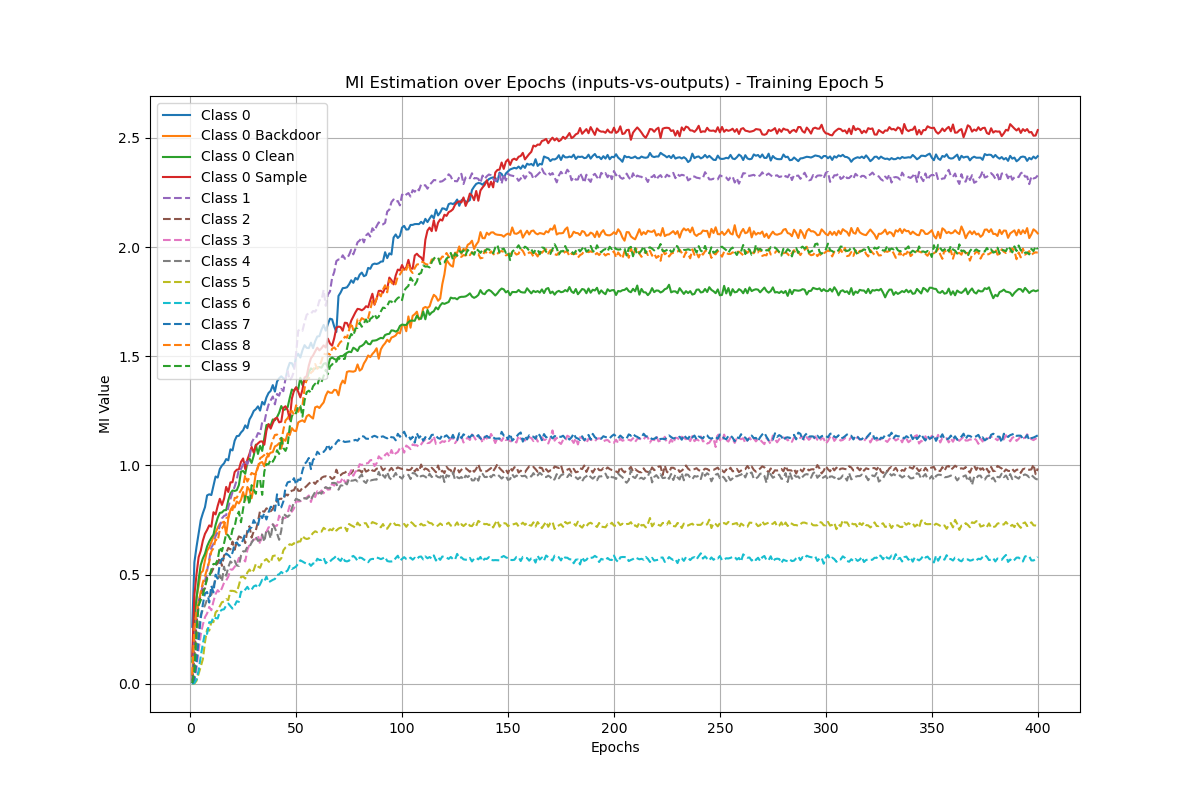 MI Estimation over Epochs (inputs-vs-outputs) - Training Epoch 5
Class 0
Class 0 Backdoor
Class 0 Clean
Class 0 Sample
Class 1
Class 2
Class 3
Class 4
Class 5
Class 6
Class 7
Class 8
Class 9
MI Value
2.5
2.0
1.5
1.0
0.5
0.0
0 50 100 150 200 250 300 350 400
Epochs